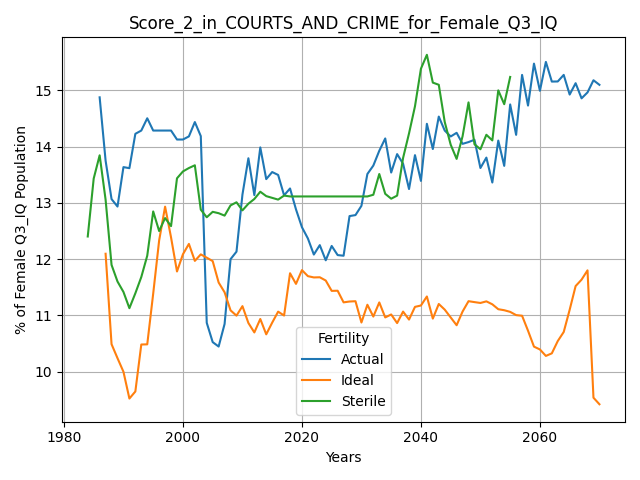 Score_2_in_COURTS_AND_CRIME_for_Female_Q3_IQ
% of Female Q3_IQ Population
15
14
13
12
11
10
Fertility
Actual
Ideal
Sterile
1980
2000
2020
2040
2060
Years